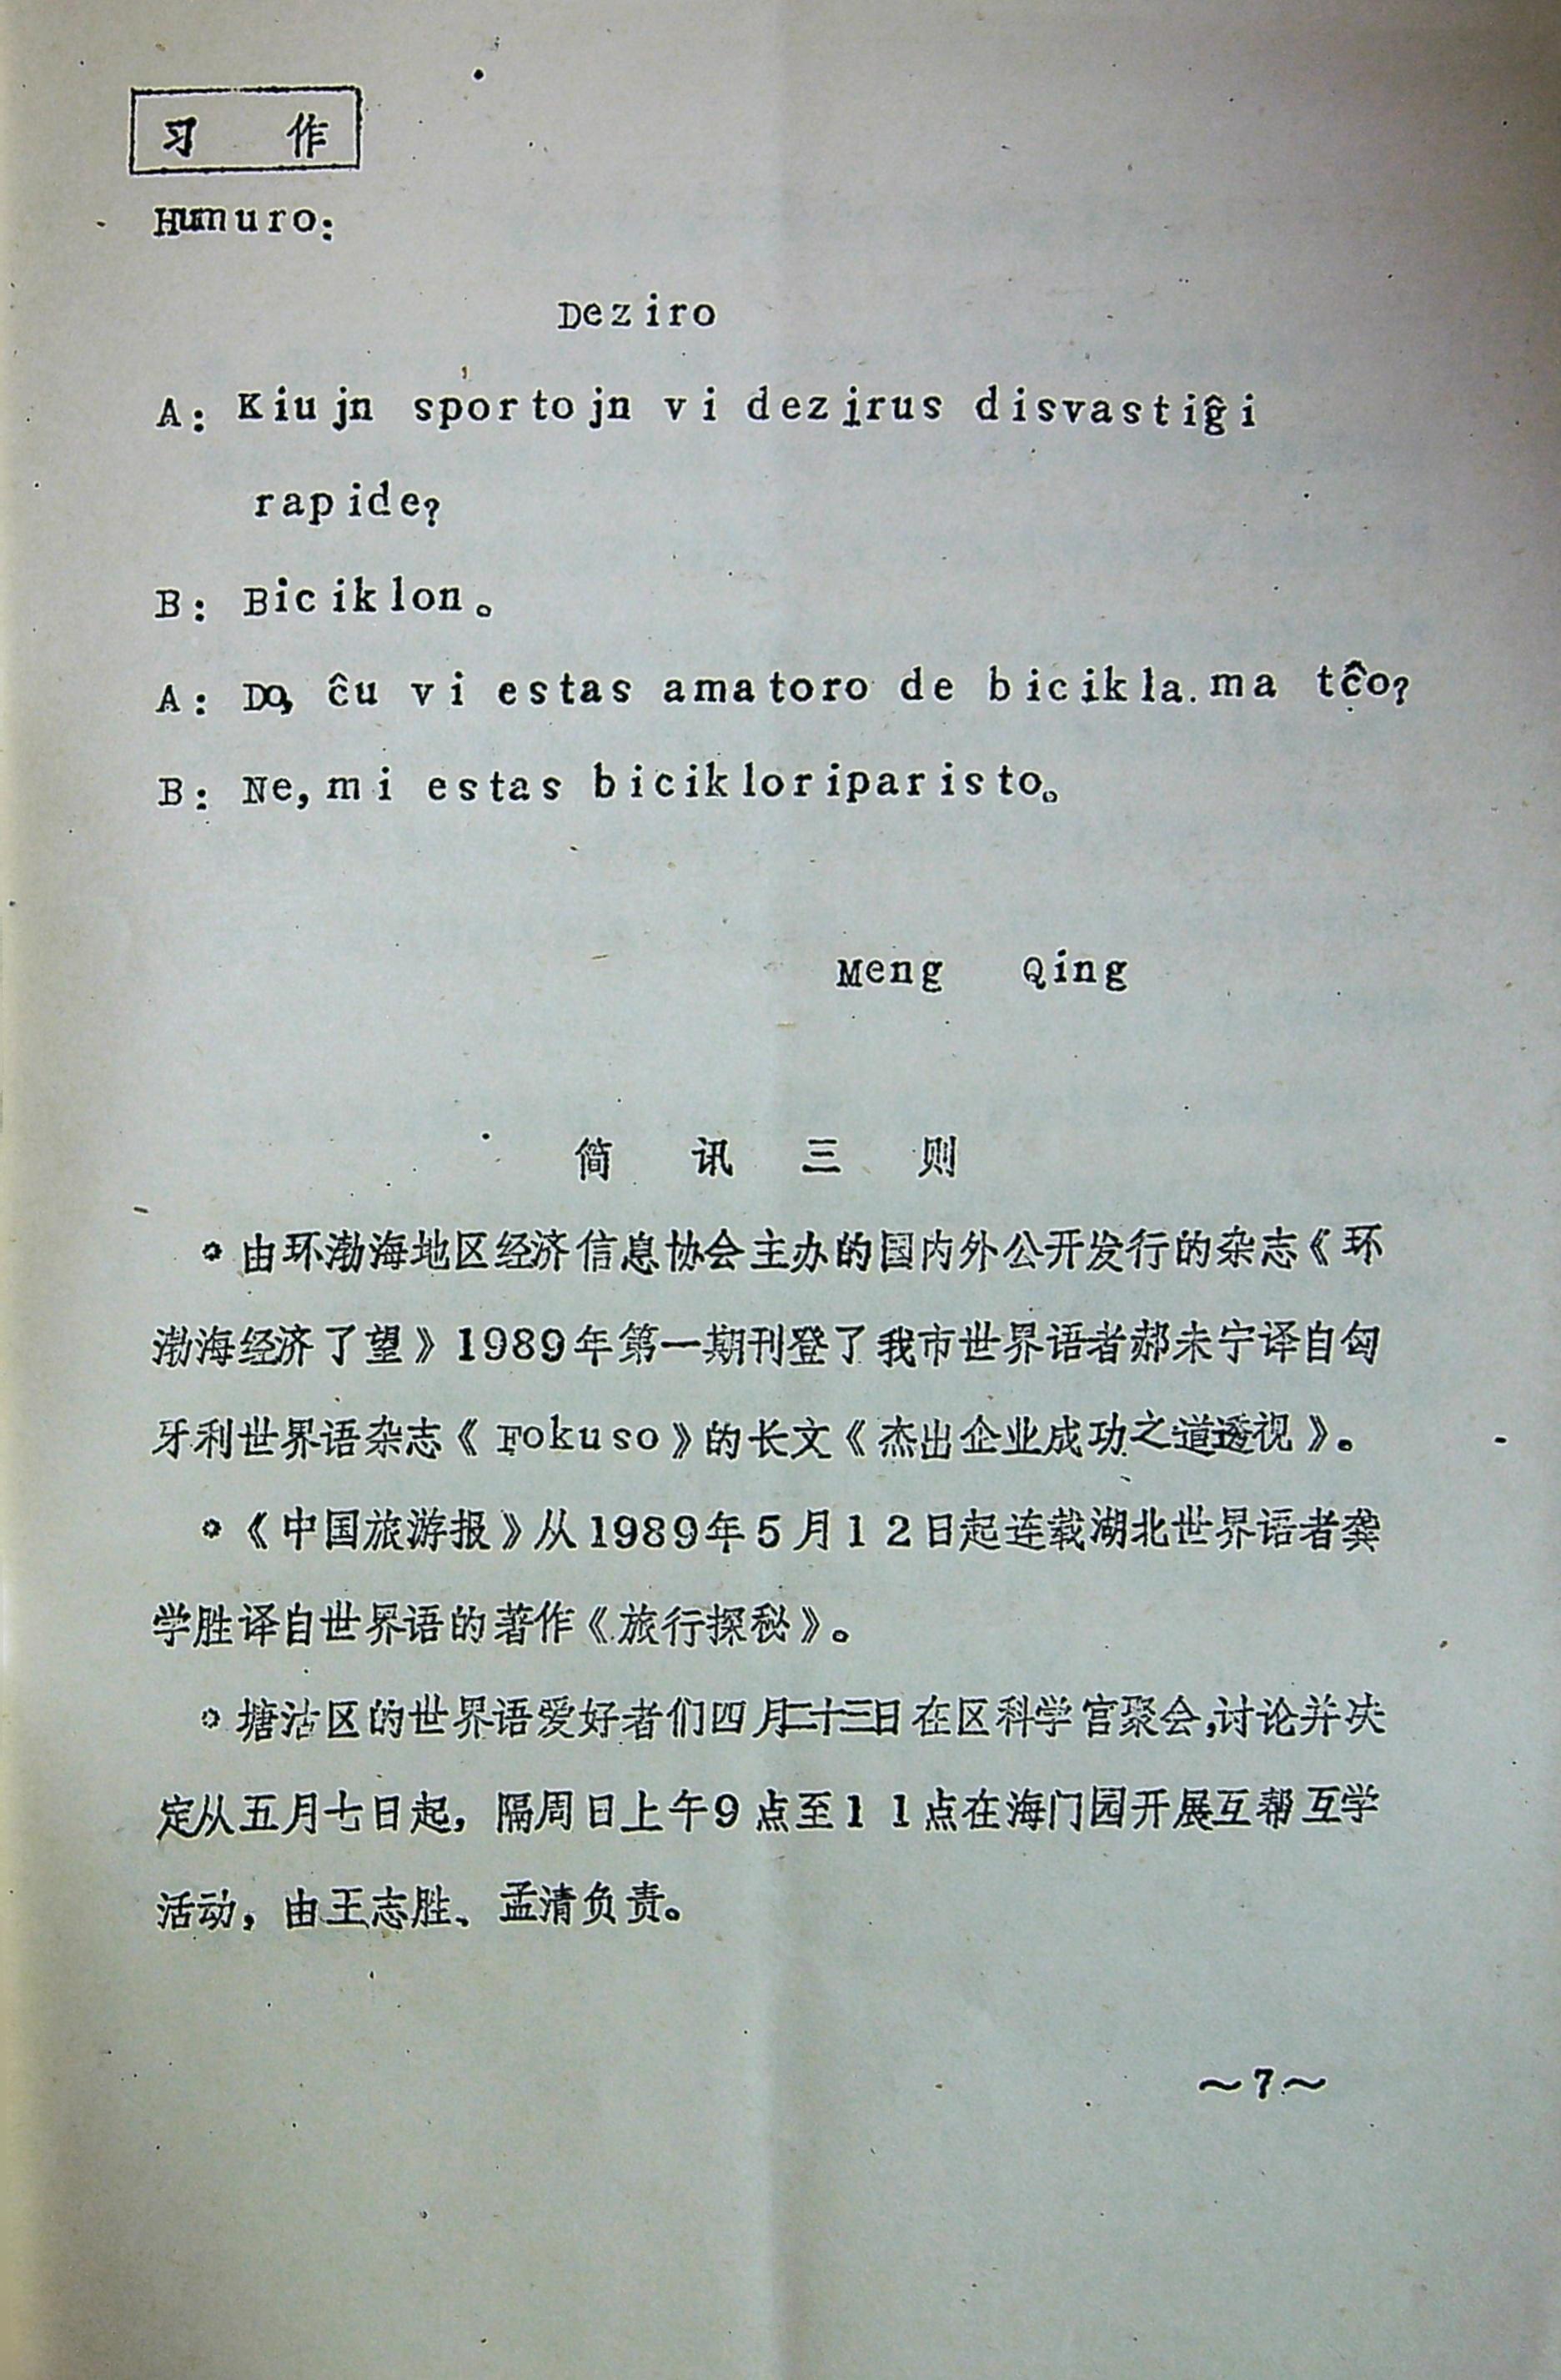 习 作
Humuro:
Deziro
A: Kiujn sportojn vi dezirus disvastiĝi
rapide?
B: Biciklon。
A: Do, ĉu vi estas amatoro de bicikla.ma tĉo?
B: Ne, mi estas bicikloriparisto。
Meng Qing
简 讯 三 则
由环渤海地区经济信息协会主办的国内外公开发行的杂志《环
渤海经济了望》1989年第一期刊登了我市世界语者郝未宁译自匈
牙利世界语杂志《Fokuso》的长文《杰出企业成功之道透视》。
《中国旅游报》从1989年5月12日起连载湖北世界语者龚
学胜译自世界语的著作《旅行探秘》。
塘沽区的世界语爱好者们四月二十三日在区科学宫聚会,讨论并决
定从五月七日起，隔周日上午9点至11点在海门园开展互帮互学
活动，由王志胜、孟清负责。
～7～